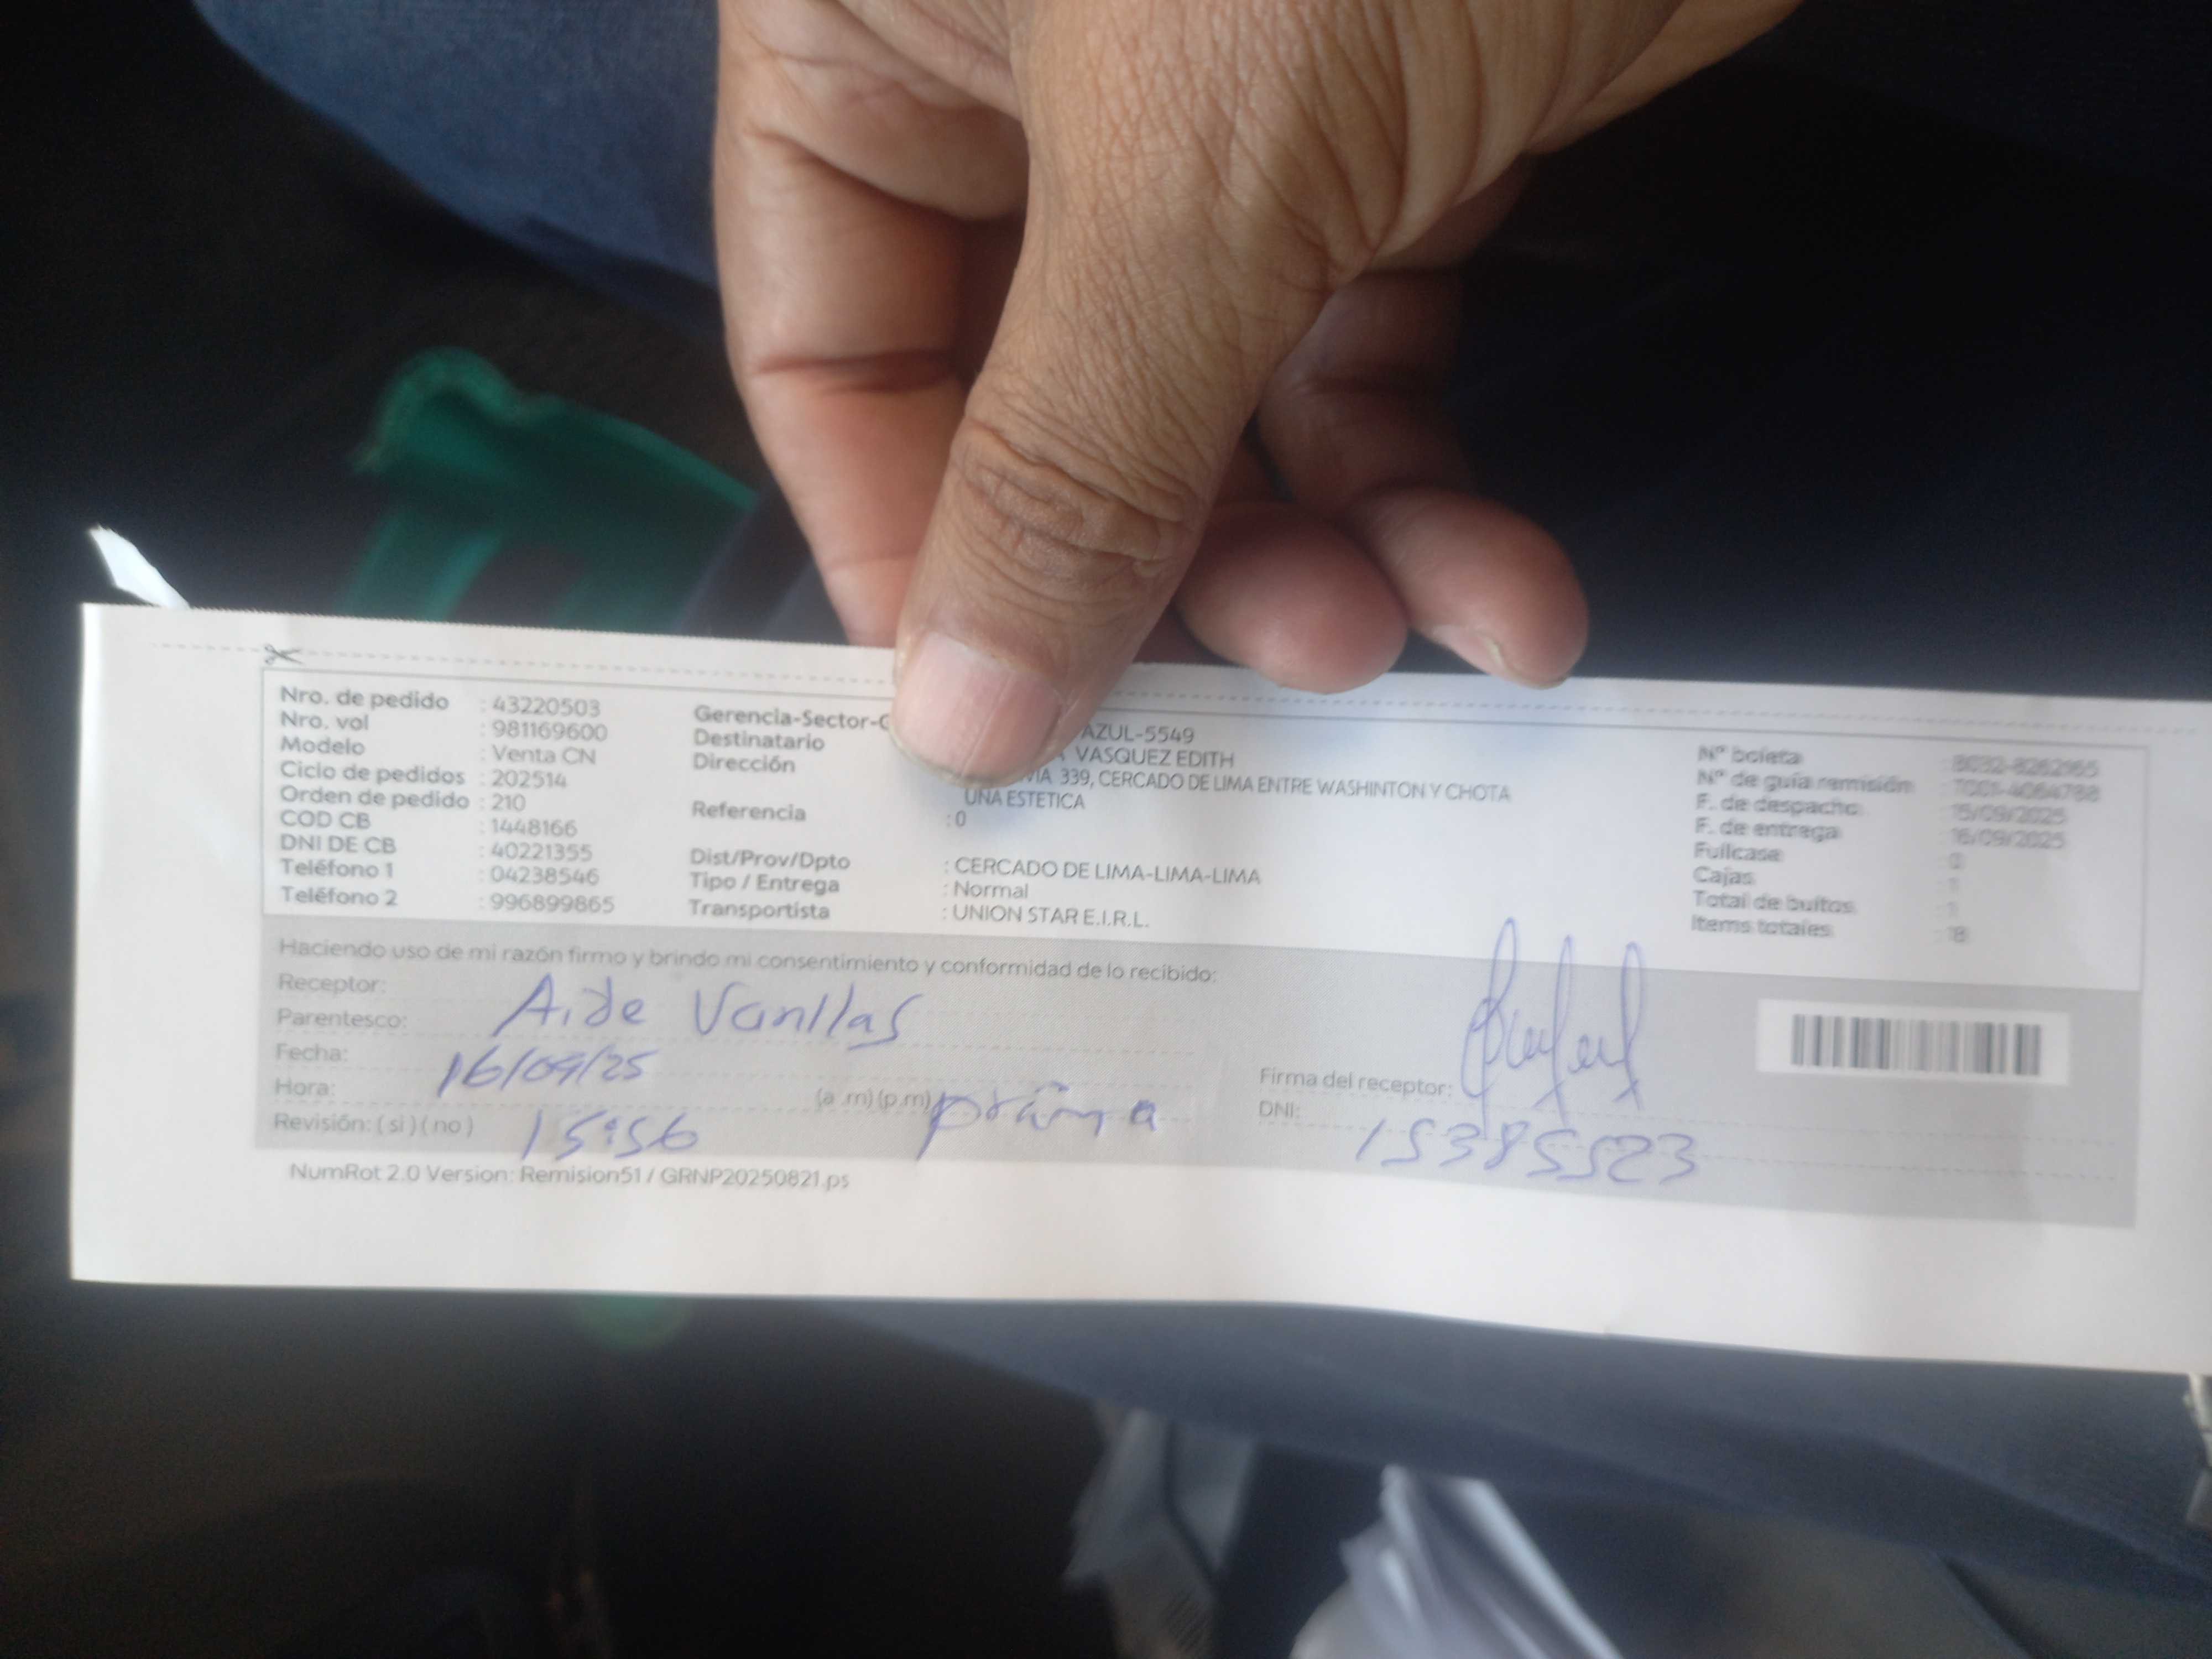 Nro. de pedido : 43220503
Nro. vol : 981169600
Modelo : Venta CN
Ciclo de pedidos : 202514
Orden de pedido : 210
COD CB : 1448166
DNI DE CB : 40221355
Teléfono 1 : 04238546
Teléfono 2 : 996899865
Gerencia-Sector- AZUL-5549
Destinatario VASQUEZ EDITH
Dirección 339, CERCADO DE LIMA ENTRE WASHINTON Y CHOTA
UNA ESTETICA
Referencia : 0
Dist/Prov/Dpto : CERCADO DE LIMA-LIMA-LIMA
Tipo / Entrega : Normal
Transportista : UNION STAR E.I.R.L.
N° boleta
N° de guía remisión
F. de despacho : 15/09/2025
F. de entrega : 16/09/2025
Fullcase : 0
Cajas : 1
Total de bultos : 1
Items totales : 18
Haciendo uso de mi razón firmo y brindo mi consentimiento y conformidad de lo recibido:
Receptor: Aide
Parentesco:
Fecha: 16/09/25
Hora: (a.m) (p.m) prima
Revisión: ( si ) ( no ) 15:56
Firma del receptor:
DNI: 15385523
NumRot 2.0 Version: Remision51 / GRNP20250821.ps